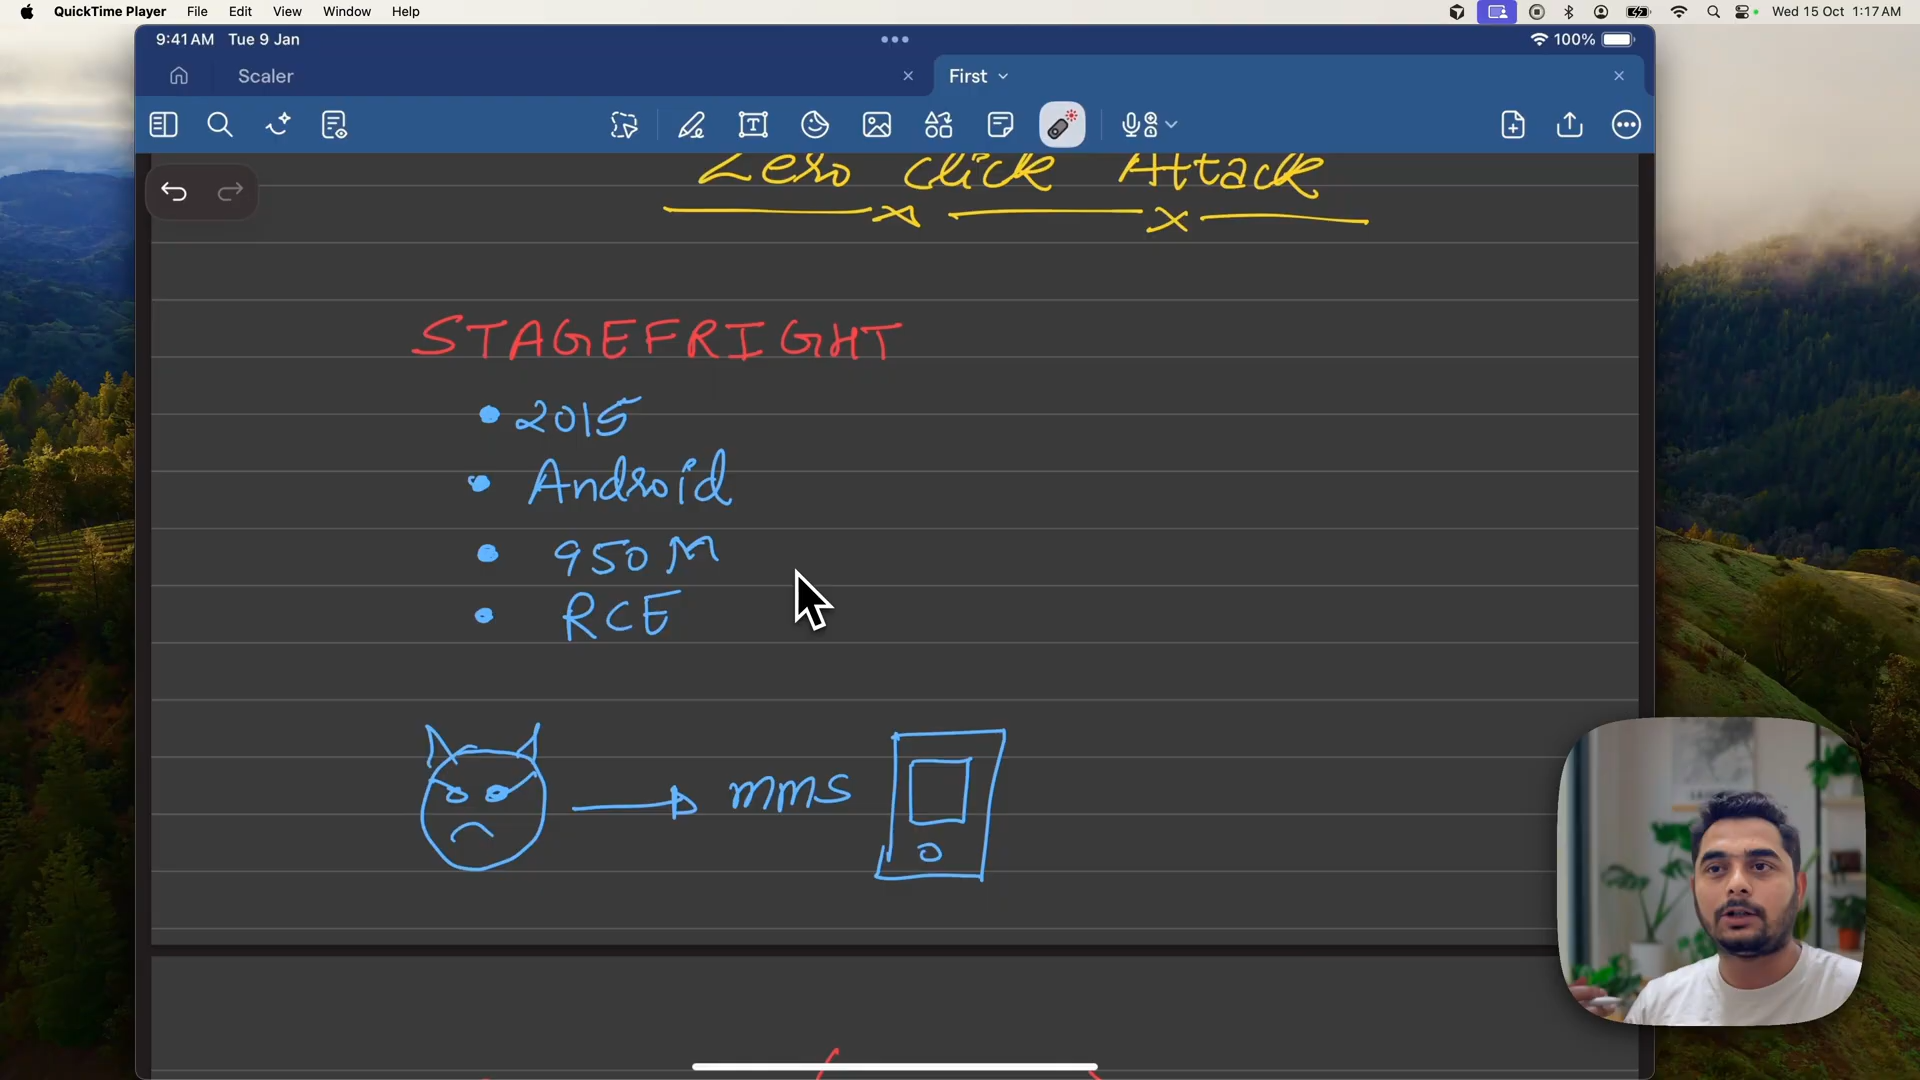 QuickTime Player File Edit View Window Help Wed 15 Oct 1:17 AM
9:41 AM Tue 9 Jan 100%
Scaler First
Zero Click Attack
STAGEFRIGHT
2015
Android
950 M
RCE
mms